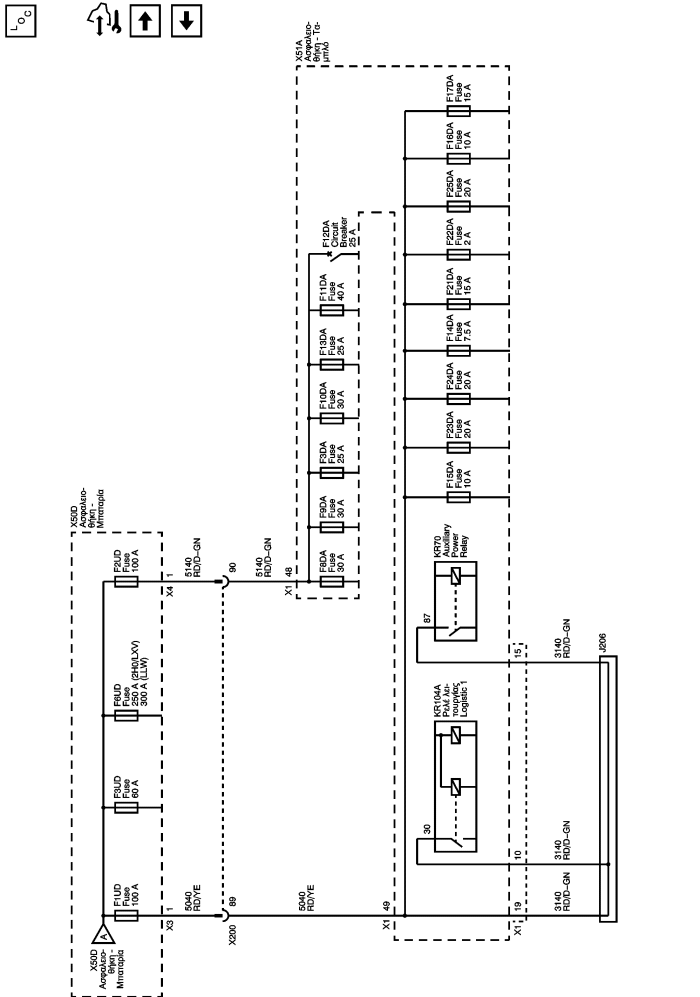 LOC
X51A
Ασφαλειο-
θήκη - Τα-
μπλό
F17DA
Fuse
15 A
F16DA
Fuse
10 A
F25DA
Fuse
20 A
F22DA
Fuse
2 A
F21DA
Fuse
15 A
F14DA
Fuse
7.5 A
F24DA
Fuse
20 A
F23DA
Fuse
20 A
F15DA
Fuse
10 A
F12DA
Circuit
Breaker
25 A
F11DA
Fuse
40 A
F13DA
Fuse
25 A
F10DA
Fuse
30 A
F3DA
Fuse
25 A
F9DA
Fuse
30 A
F8DA
Fuse
30 A
X50D
Ασφαλειο-
θήκη -
Μπαταρία
F2UD
Fuse
100 A
F6UD
Fuse
250 A (2H0/LXV)
300 A (LLW)
F3UD
Fuse
60 A
F1UD
Fuse
100 A
A
X50D
Ασφαλειο-
θήκη -
Μπαταρία
1
X4
5140
RD/D-GN
90
5140
RD/D-GN
48
X1
1
X3
5040
RD/YE
89
X200
5040
RD/YE
49
X1
KR70
Auxiliary
Power
Relay
87
KR104A
Ρελέ λει-
τουργίας
Logistic 1
30
15
3140
RD/D-GN
J206
10
3140
RD/D-GN
19
X1
3140
RD/D-GN